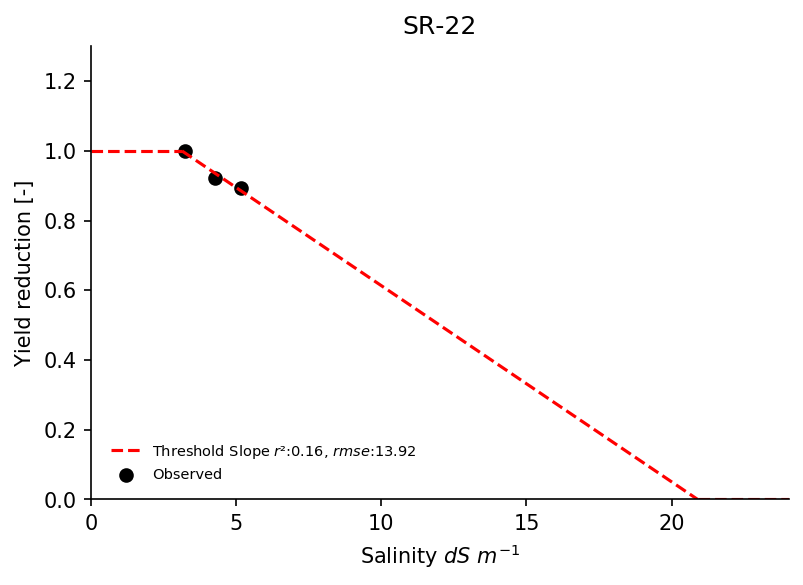 SR-22
Yield reduction [-]
1.2
1.0
0.8
0.6
0.4
0.2
0.0
Threshold Slope r²:0.16, rmse:13.92
Observed
0 5 10 15 20
Salinity dS m⁻¹